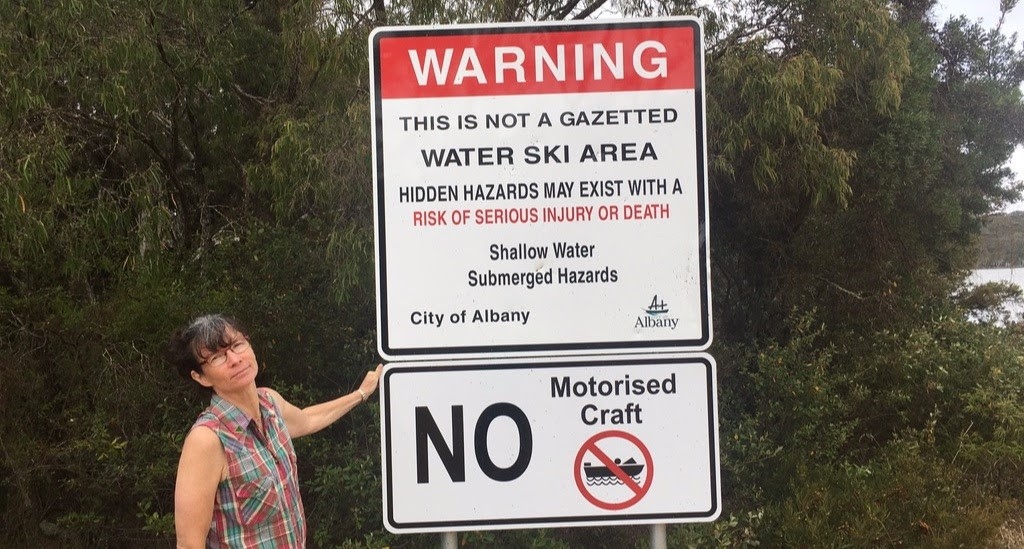 WARNING
THIS IS NOT A GAZETTED
WATER SKI AREA
HIDDEN HAZARDS MAY EXIST WITH A
RISK OF SERIOUS INJURY OR DEATH
Shallow Water
Submerged Hazards
City of Albany
Albany
NO
Motorised
Craft